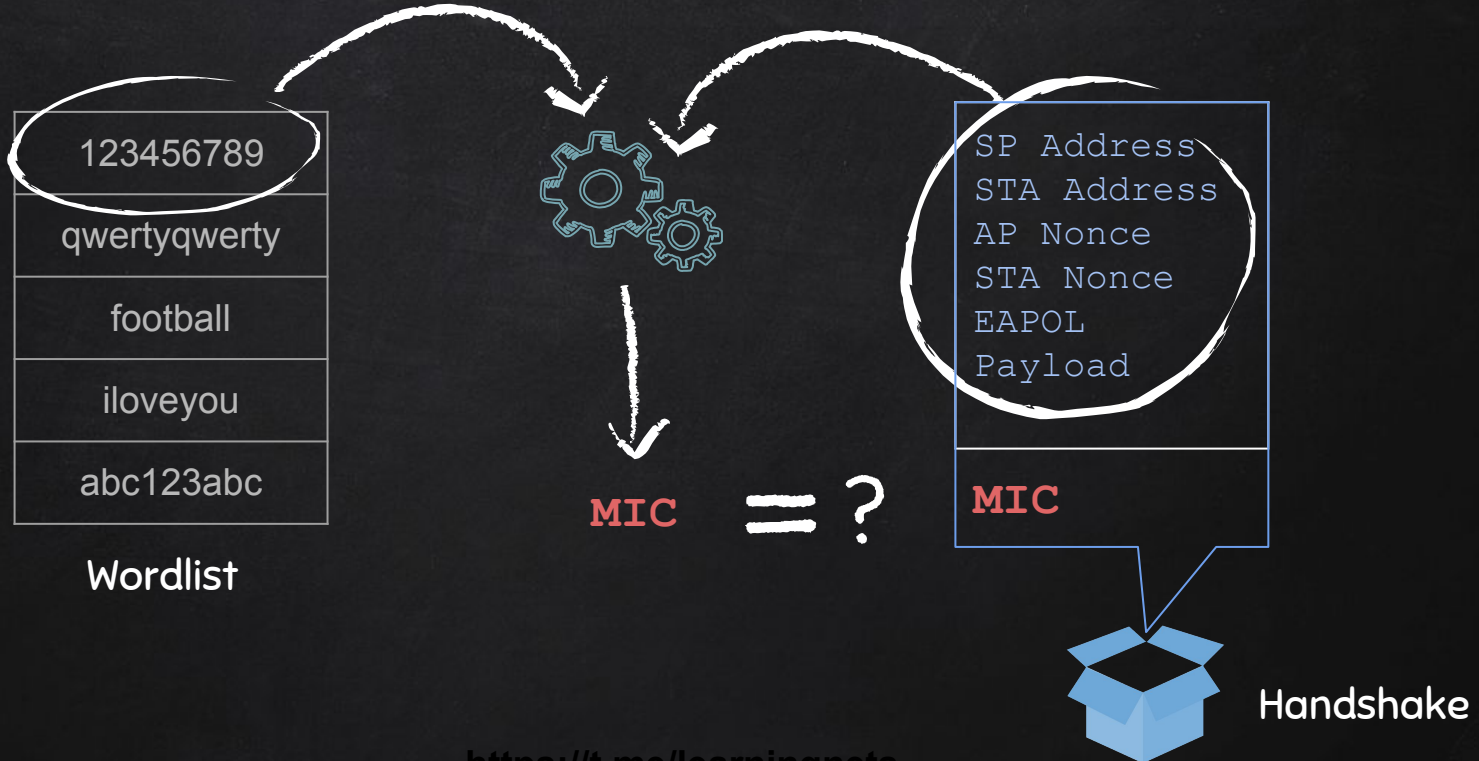 123456789
qwertyqwerty
football
iloveyou
abc123abc
Wordlist
MIC = ?
SP Address
STA Address
AP Nonce
STA Nonce
EAPOL
Payload
MIC
Handshake